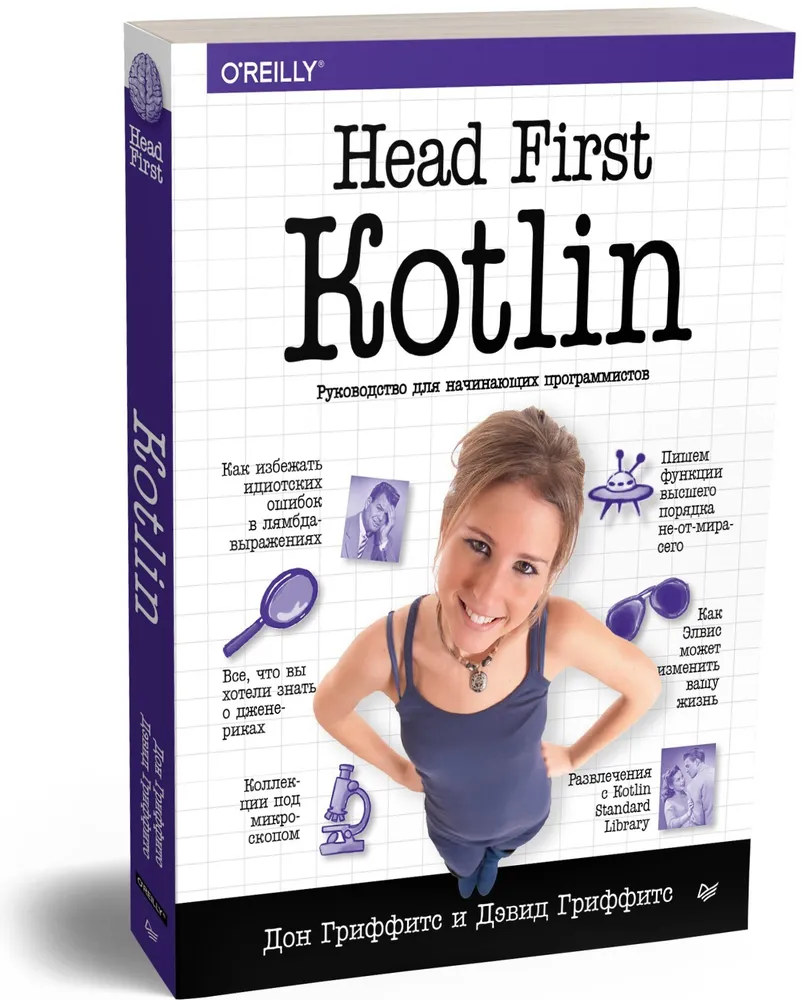 O'REILLY®
Head First
Kotlin
Руководство для начинающих программистов
Как избежать
идиотских
ошибок
в лямбда-
выражениях
Пишем
функции
высшего
порядка
не-от-мира-
сего
Все, что вы
хотели знать
о джене-
риках
Как
Элвис
может
изменить
вашу
жизнь
Коллек-
ции под
микро-
скопом
Развлечения
с Kotlin
Standard
Library
Дон Гриффитс и Дэвид Гриффитс
Head
First
Kotlin
Дон Гриффитс
Дэвид Гриффитс
O'REILLY®